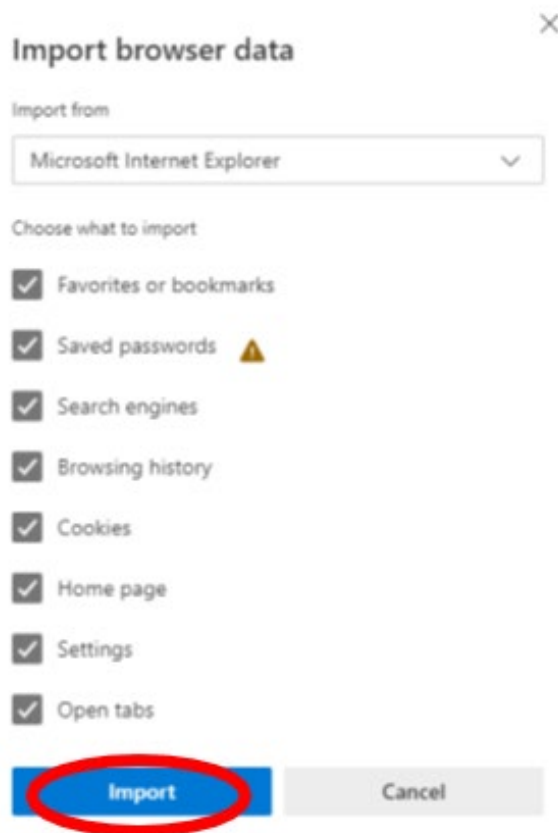 Import browser data
Import from
Microsoft Internet Explorer
Choose what to import
Favorites or bookmarks
Saved passwords
Search engines
Browsing history
Cookies
Home page
Settings
Open tabs
Import Cancel